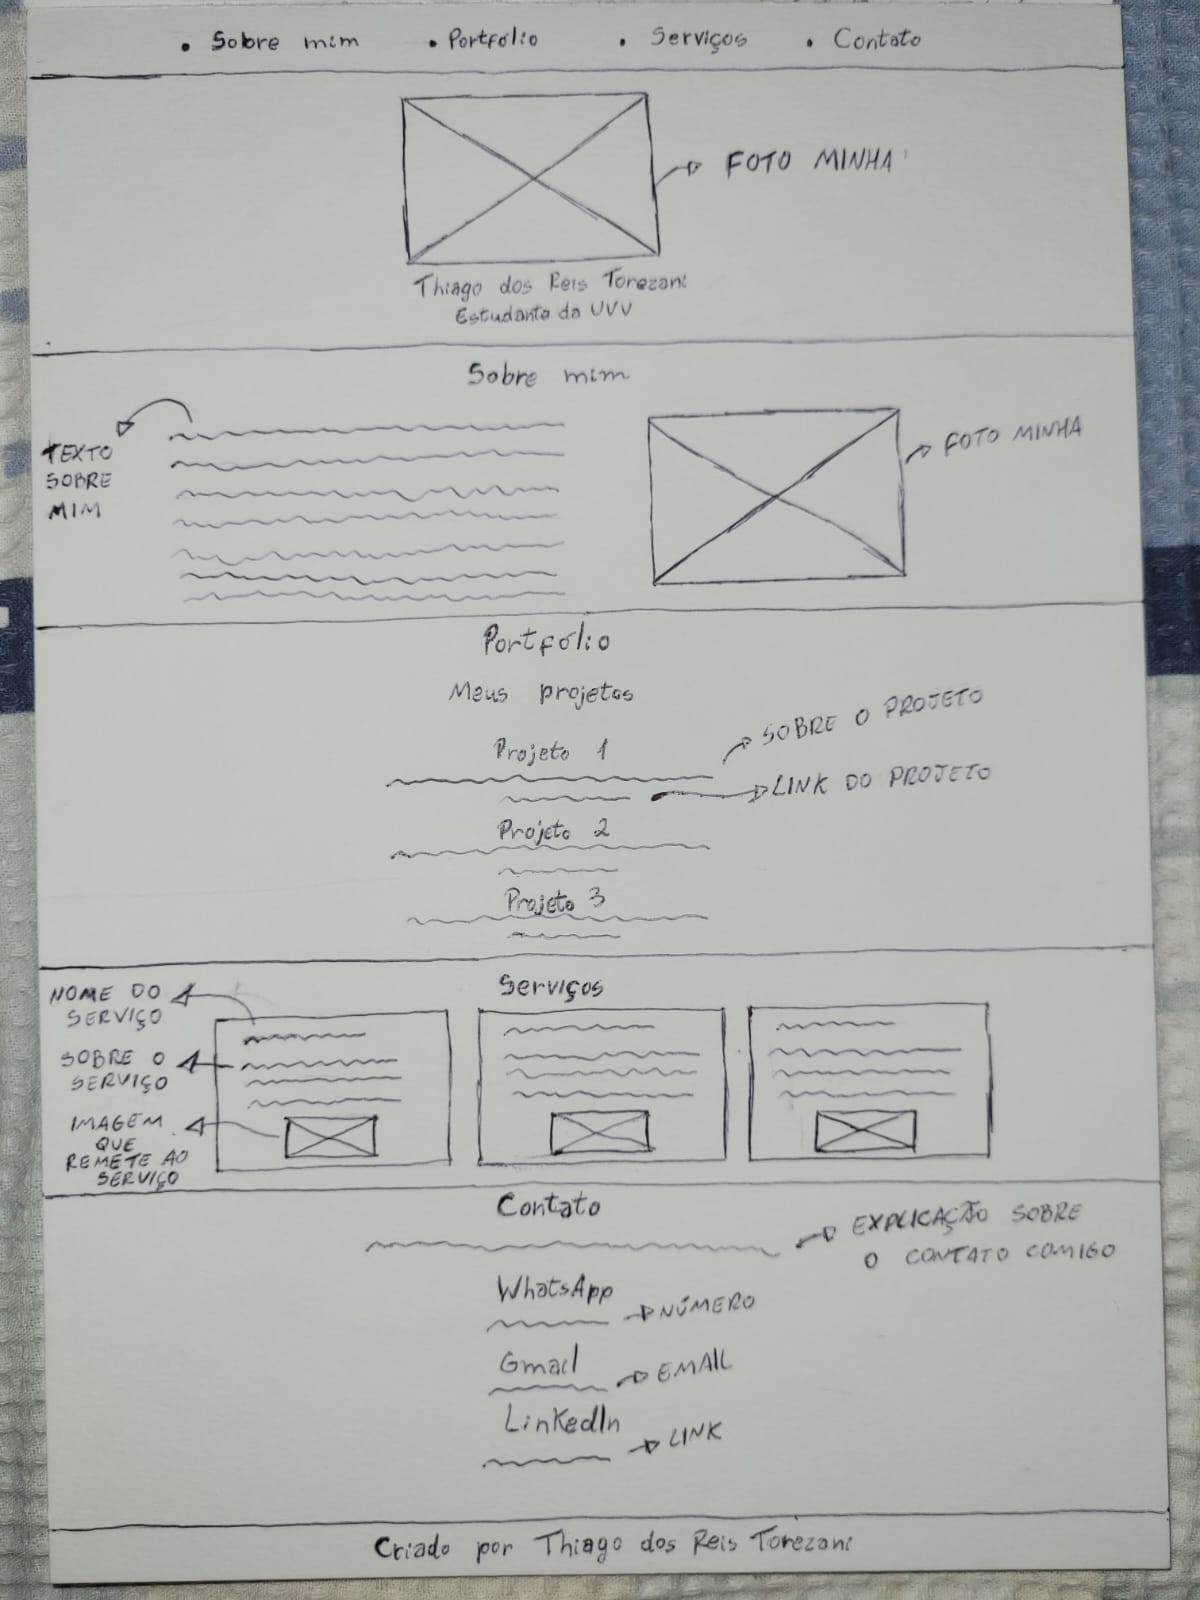 • Sobre mim • Portfólio • Serviços • Contato
FOTO MINHA
Thiago dos Reis Torezani
Estudante da UVV
Sobre mim
TEXTO
SOBRE
MIM
FOTO MINHA
Portfólio
Meus projetos
Projeto 1
SOBRE O PROJETO
LINK DO PROJETO
Projeto 2
Projeto 3
Serviços
NOME DO
SERVIÇO
SOBRE O
SERVIÇO
IMAGEM
QUE
REMETE AO
SERVIÇO
Contato
EXPLICAÇÃO SOBRE
O CONTATO COMIGO
WhatsApp
NÚMERO
Gmail
EMAIL
LinkedIn
LINK
Criado por Thiago dos Reis Torezani